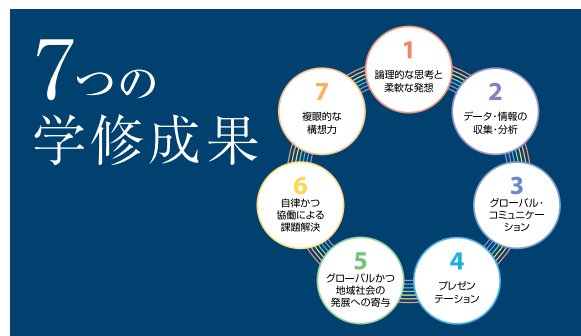 7つの
学修成果
1
論理的な思考と
柔軟な発想
2
データ・情報の
収集・分析
3
グローバル・
コミュニケー
ション
4
プレゼン
テーション
5
グローバルかつ
地域社会の
発展への寄与
6
自律かつ
協働による
課題解決
7
複眼的な
構想力